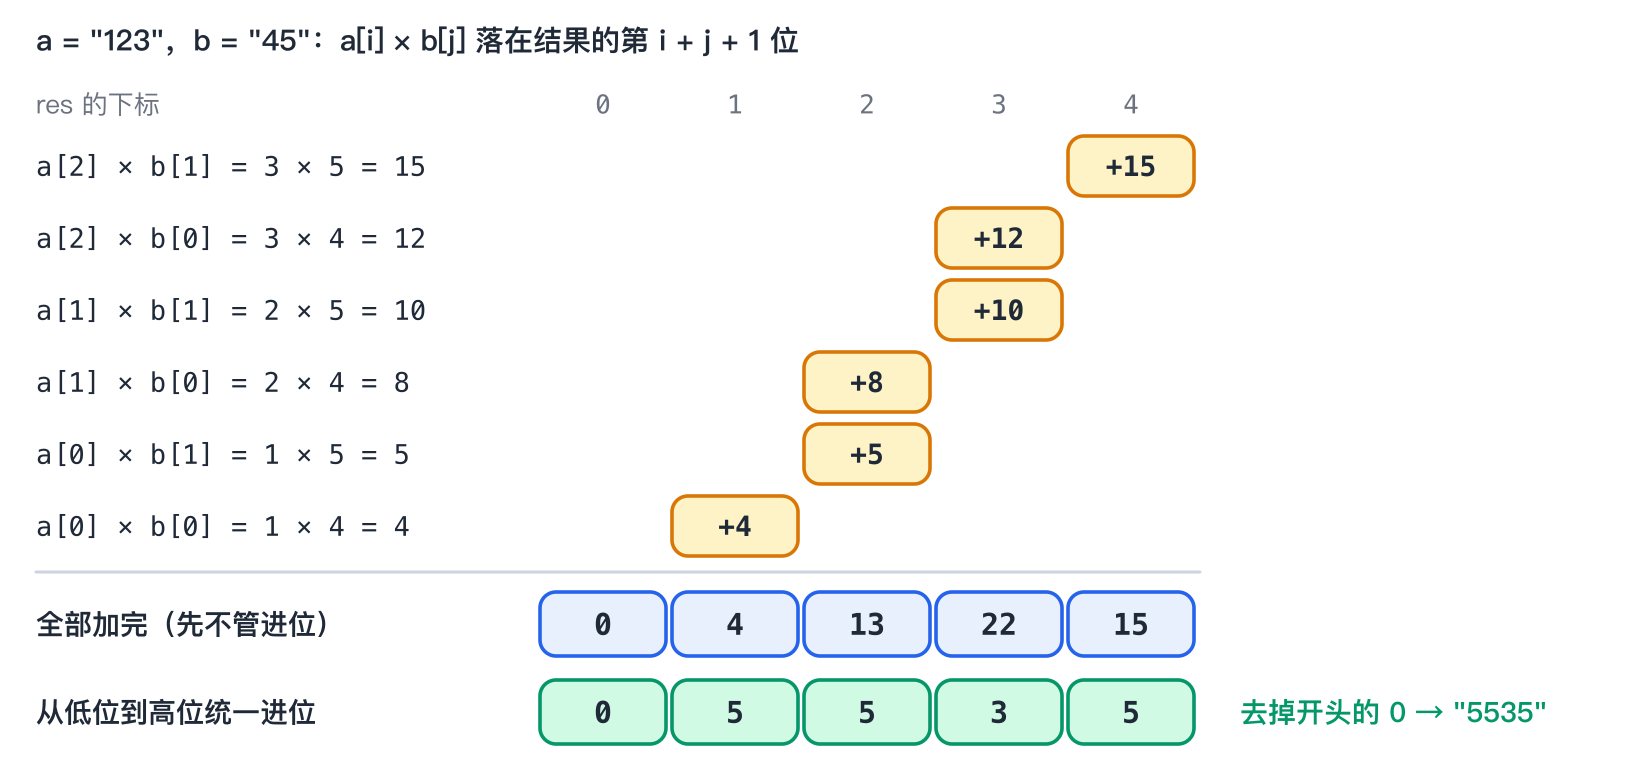 a = "123"，b = "45"：a[i] × b[j] 落在结果的第 i + j + 1 位
res 的下标 0 1 2 3 4
a[2] × b[1] = 3 × 5 = 15 +15
a[2] × b[0] = 3 × 4 = 12 +12
a[1] × b[1] = 2 × 5 = 10 +10
a[1] × b[0] = 2 × 4 = 8 +8
a[0] × b[1] = 1 × 5 = 5 +5
a[0] × b[0] = 1 × 4 = 4 +4
全部加完（先不管进位） 0 4 13 22 15
从低位到高位统一进位 0 5 5 3 5 去掉开头的 0 → "5535"